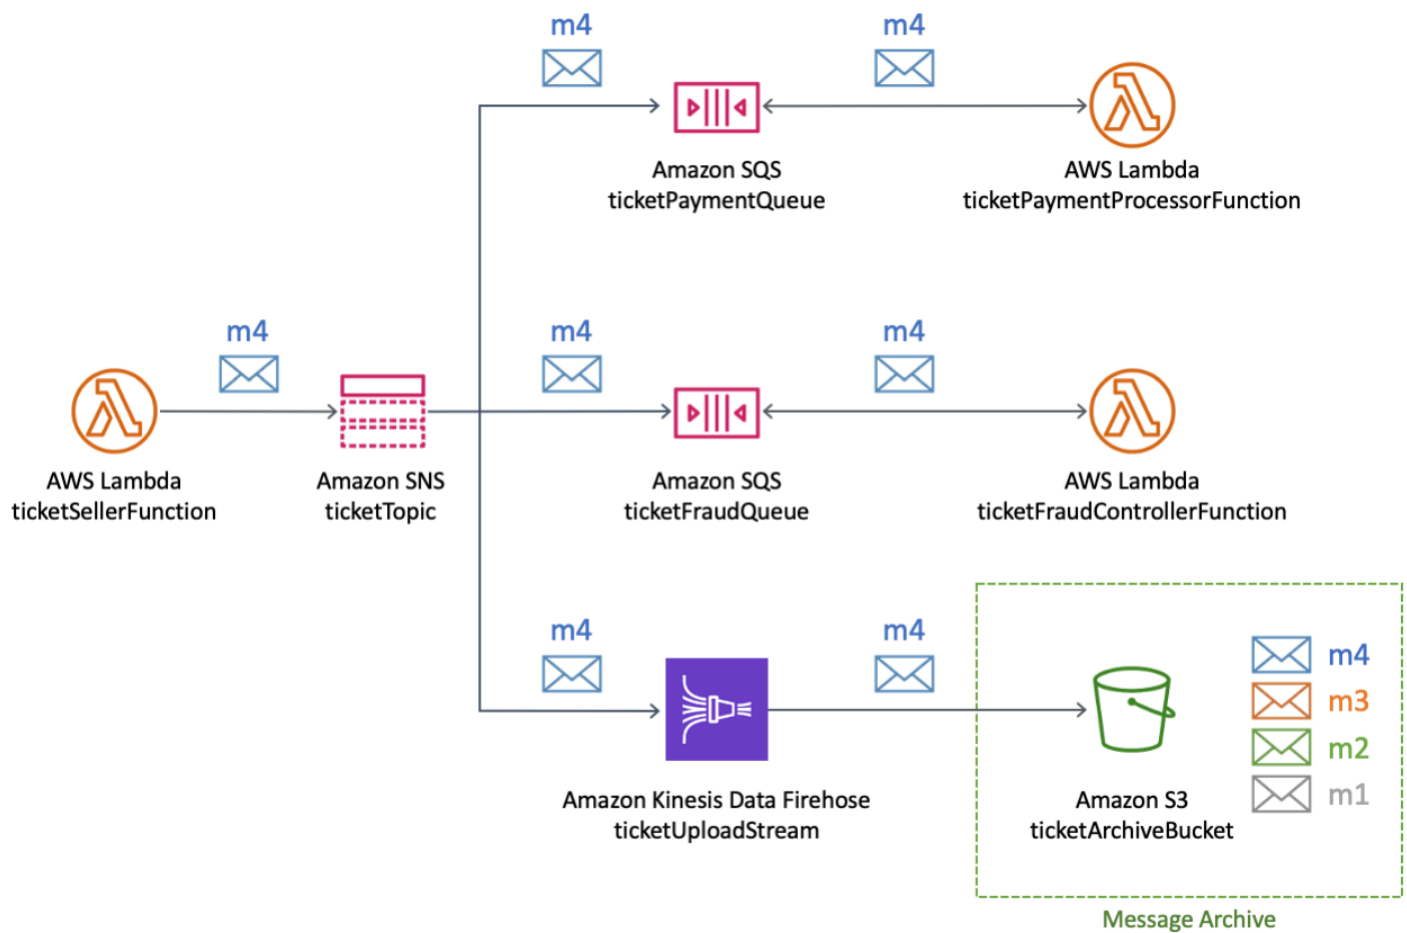 m4
m4
Amazon SQS
ticketPaymentQueue
AWS Lambda
ticketPaymentProcessorFunction
m4
m4
m4
AWS Lambda
ticketSellerFunction
Amazon SNS
ticketTopic
Amazon SQS
ticketFraudQueue
AWS Lambda
ticketFraudControllerFunction
m4
m4
m4
m3
m2
m1
Amazon Kinesis Data Firehose
ticketUploadStream
Amazon S3
ticketArchiveBucket
Message Archive